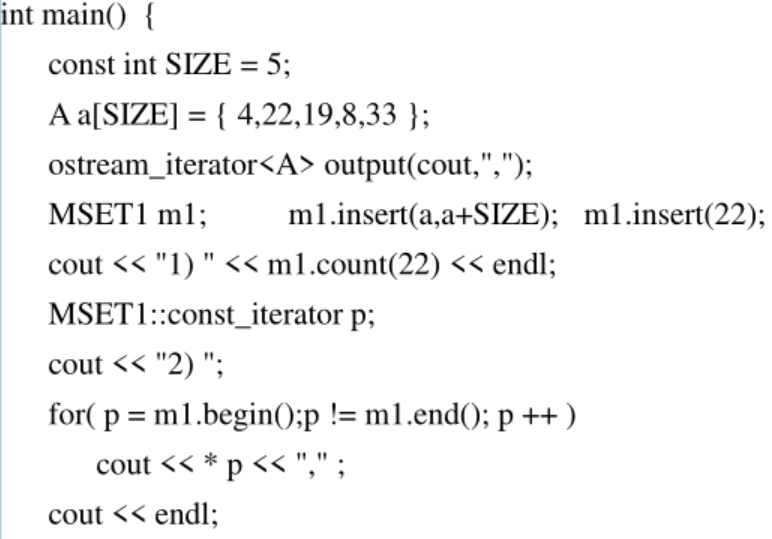 int main()  {
const int SIZE = 5;
A a[SIZE] = { 4,22,19,8,33 };
ostream_iterator<A> output(cout,",");
MSET1 m1;    m1.insert(a,a+SIZE);   m1.insert(22);
cout << "1) " << m1.count(22) << endl;
MSET1::const_iterator p;
cout << "2) ";
for( p = m1.begin();p != m1.end(); p ++ )
cout << * p << "," ;
cout << endl;